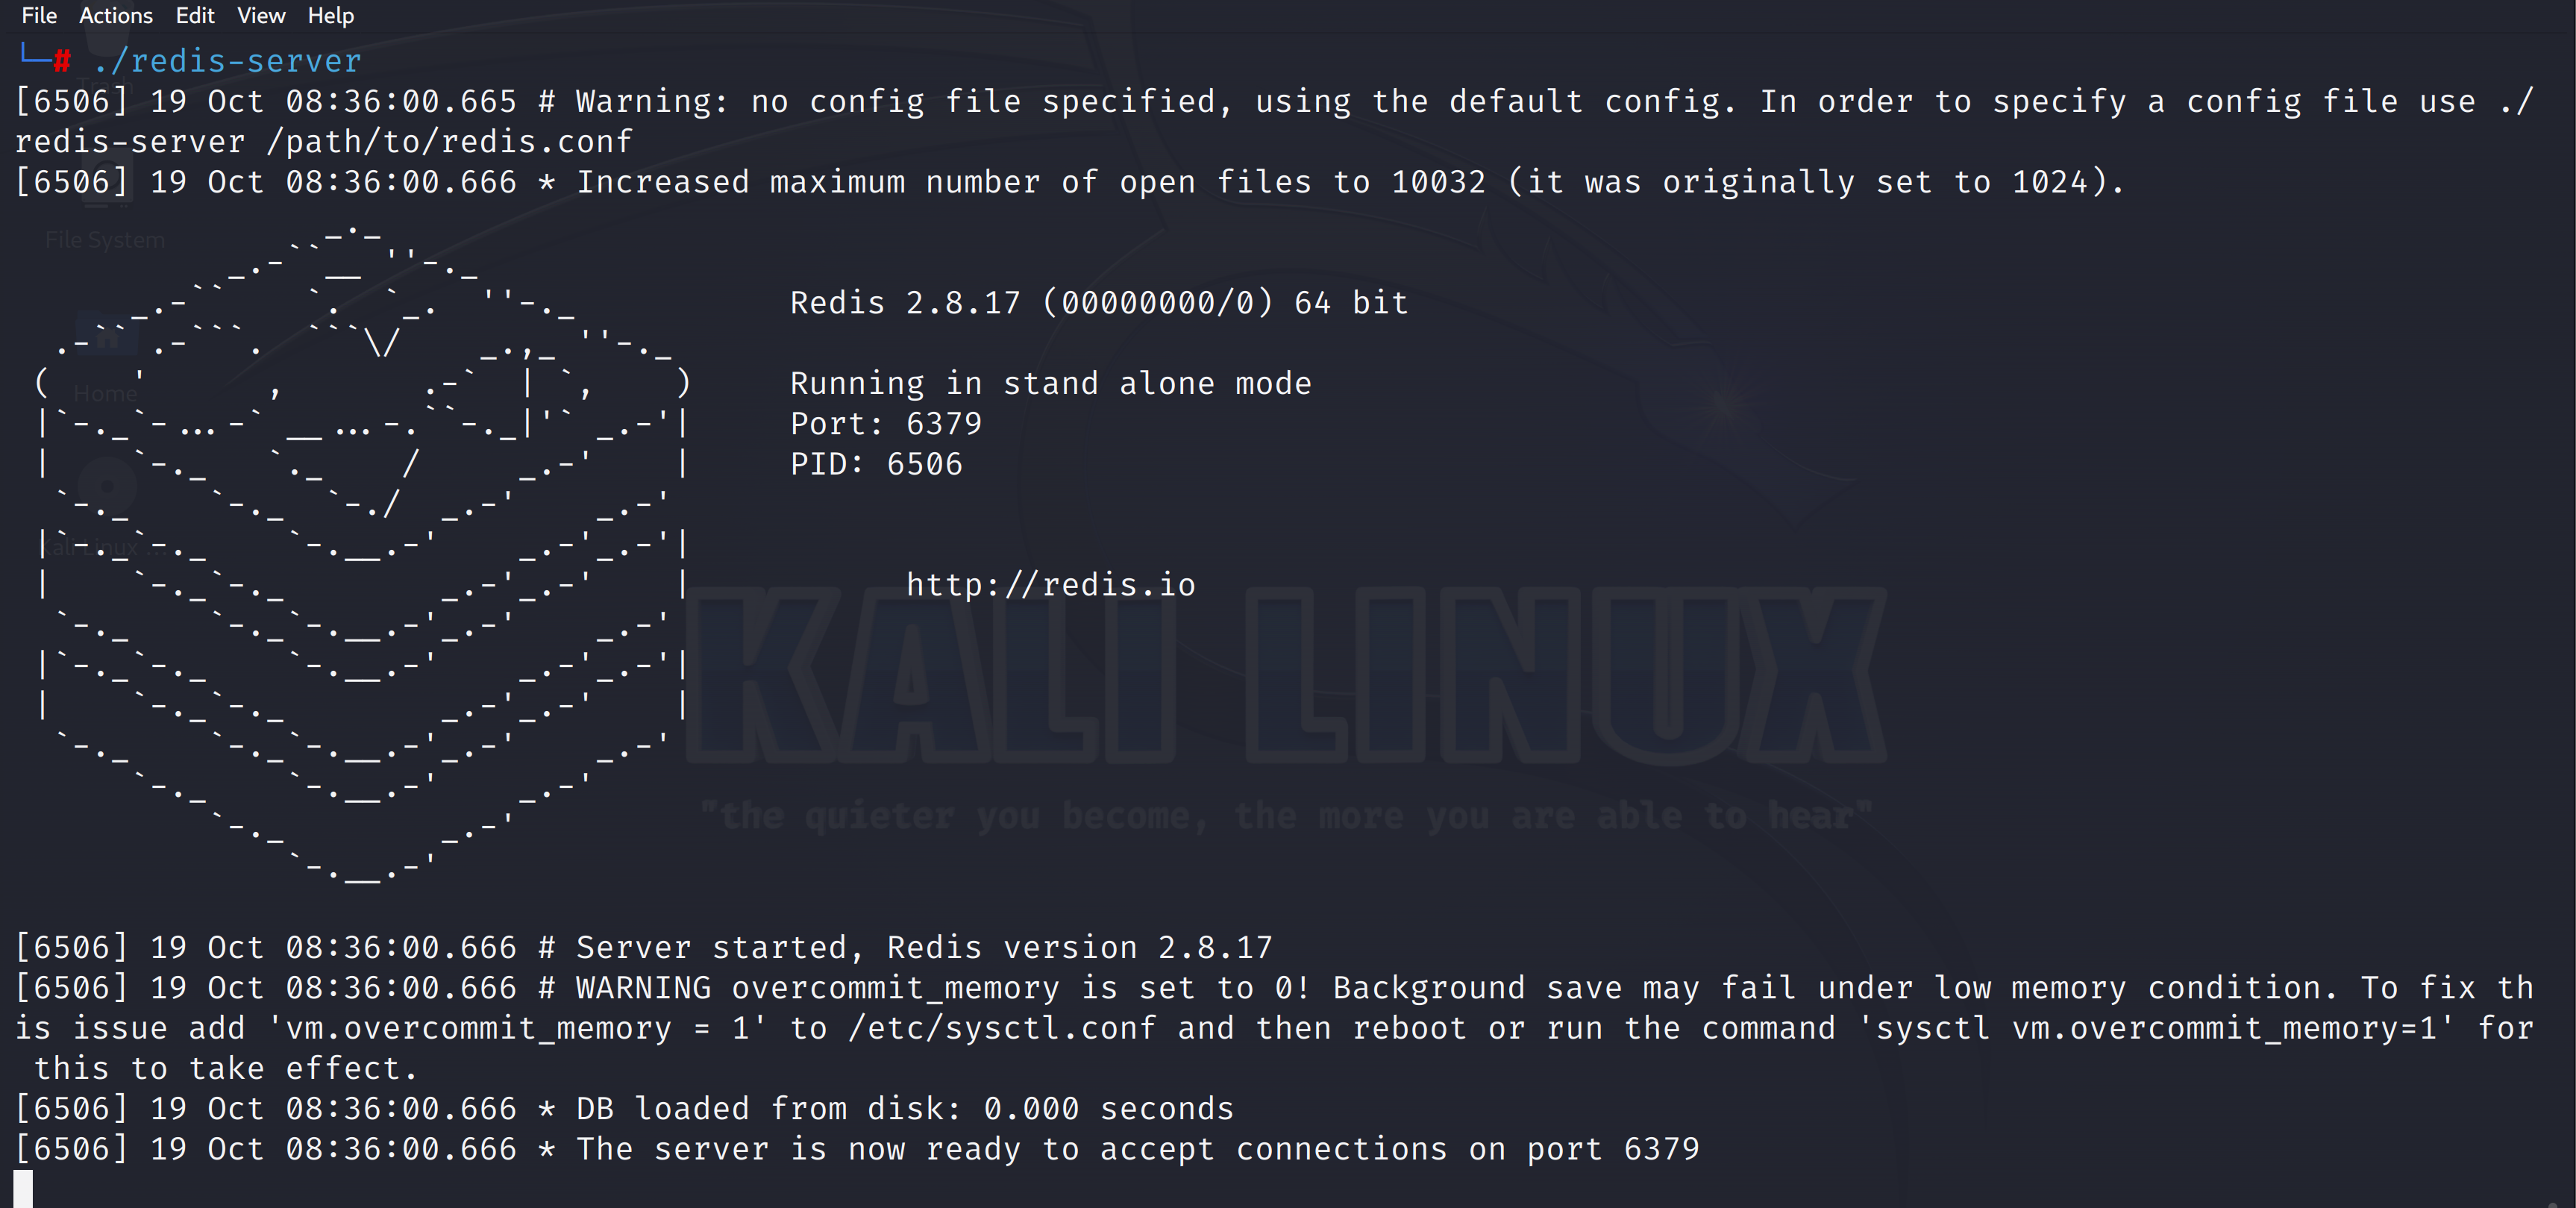 File Actions Edit View Help
└─# ./redis-server
[6506] 19 Oct 08:36:00.665 # Warning: no config file specified, using the default config. In order to specify a config file use ./
redis-server /path/to/redis.conf
[6506] 19 Oct 08:36:00.666 * Increased maximum number of open files to 10032 (it was originally set to 1024).
File System
Redis 2.8.17 (00000000/0) 64 bit
Running in stand alone mode
Home
Port: 6379
PID: 6506
Kali Linux ...
http://redis.io
KALI LINUX
"the quieter you become, the more you are able to hear"
[6506] 19 Oct 08:36:00.666 # Server started, Redis version 2.8.17
[6506] 19 Oct 08:36:00.666 # WARNING overcommit_memory is set to 0! Background save may fail under low memory condition. To fix th
is issue add 'vm.overcommit_memory = 1' to /etc/sysctl.conf and then reboot or run the command 'sysctl vm.overcommit_memory=1' for
 this to take effect.
[6506] 19 Oct 08:36:00.666 * DB loaded from disk: 0.000 seconds
[6506] 19 Oct 08:36:00.666 * The server is now ready to accept connections on port 6379